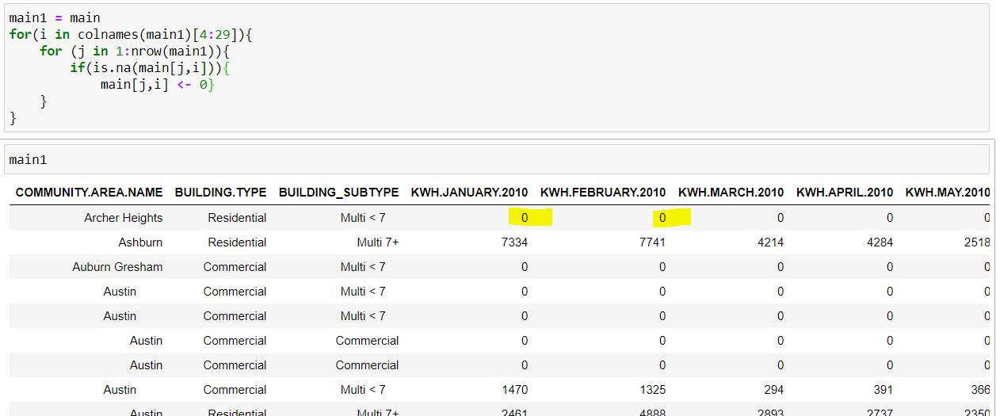 main1 = main
for(i in colnames(main1)[4:29]){
    for (j in 1:nrow(main1)){
        if(is.na(main[j,i])){
            main[j,i] <- 0}
    }
}
main1
COMMUNITY.AREA.NAME BUILDING.TYPE BUILDING_SUBTYPE KWH.JANUARY.2010 KWH.FEBRUARY.2010 KWH.MARCH.2010 KWH.APRIL.2010 KWH.MAY.2010
Archer Heights Residential Multi < 7 0 0 0 0 0
Ashburn Residential Multi 7+ 7334 7741 4214 4284 2518
Auburn Gresham Commercial Multi < 7 0 0 0 0 0
Austin Commercial Multi < 7 0 0 0 0 0
Austin Commercial Multi < 7 0 0 0 0 0
Austin Commercial Commercial 0 0 0 0 0
Austin Commercial Commercial 0 0 0 0 0
Austin Commercial Multi < 7 1470 1325 294 391 366
Austin Residential Multi 7+ 2461 4888 2893 2737 2350